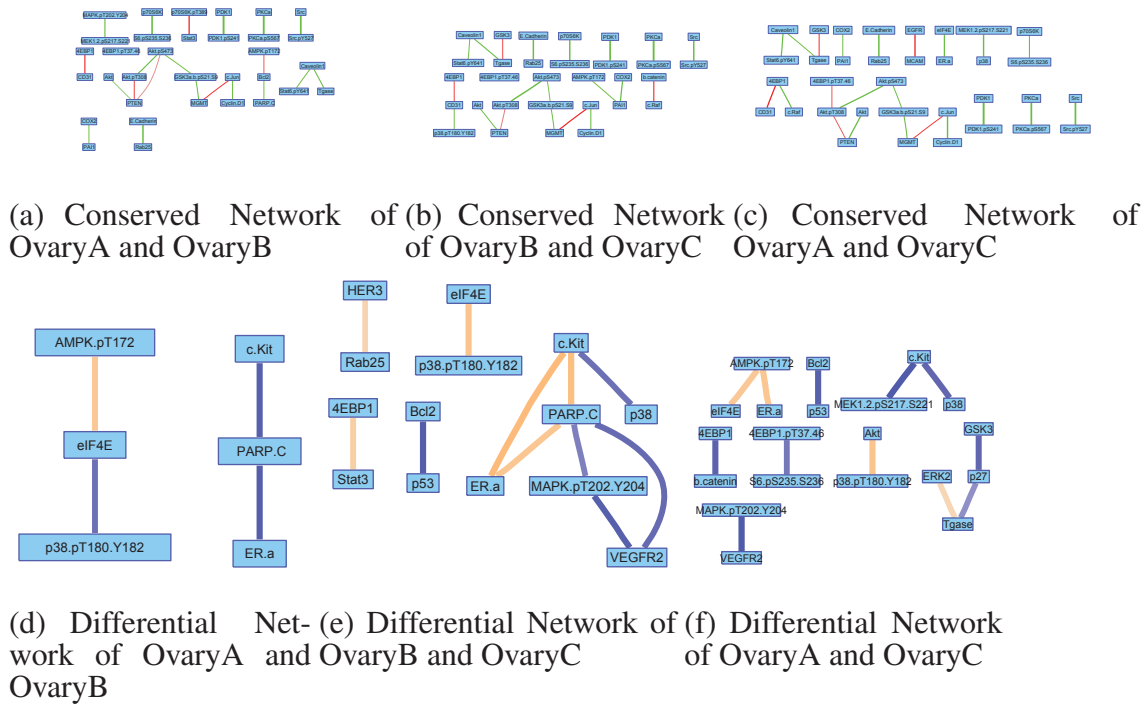 MAPK.pT202.Y204 p70S6K p70S6K.pT389 PDK1 PKCa Src
MEK1.2.pS217.S221 S6.pS235.S236 Stat3 PDK1.pS241 PKCa.pS567 Src.pY527
4EBP1 4EBP1.pT37.46 Akt.pS473 AMPK.pT172
Caveolin1
CD31 Akt Akt.pT308 GSK3a.b.pS21.S9 c.Jun Bcl2
Stat6.pY641 Tgase
PTEN MGMT Cyclin.D1 PARP.C
COX2 E.Cadherin
PAI1 Rab25
Caveolin1 GSK3 E.Cadherin p70S6K PDK1 PKCa Src
Stat6.pY641 Tgase Rab25 S6.pS235.S236 PDK1.pS241 PKCa.pS567 Src.pY527
4EBP1 4EBP1.pT37.46 Akt.pS473 AMPK.pT172 COX2 b.catenin
CD31 Akt Akt.pT308 GSK3a.b.pS21.S9 c.Jun PAI1 c.Raf
p38.pT180.Y182 PTEN MGMT Cyclin.D1
Caveolin1 GSK3 COX2 E.Cadherin EGFR eIF4E MEK1.2.pS217.S221 p70S6K
Stat6.pY641 Tgase PAI1 Rab25 MCAM ER.a p38 S6.pS235.S236
4EBP1 4EBP1.pT37.46 Akt.pS473
PDK1 PKCa Src
CD31 c.Raf Akt.pT308 Akt GSK3a.b.pS21.S9 c.Jun
PDK1.pS241 PKCa.pS567 Src.pY527
PTEN MGMT Cyclin.D1
(a) Conserved Network of
OvaryA and OvaryB
(b) Conserved Network
of OvaryB and OvaryC
(c) Conserved Network of
OvaryA and OvaryC
AMPK.pT172
c.Kit
eIF4E
PARP.C
p38.pT180.Y182
ER.a
HER3
eIF4E
Rab25
p38.pT180.Y182
c.Kit
4EBP1
Bcl2
PARP.C
p38
Stat3
p53
ER.a
MAPK.pT202.Y204
VEGFR2
AMPK.pT172 Bcl2 c.Kit
eIF4E ER.a p53 MEK1.2.pS217.S221 p38
4EBP1 4EBP1.pT37.46 Akt GSK3
b.catenin S6.pS235.S236 p38.pT180.Y182 ERK2 p27
MAPK.pT202.Y204 Tgase
VEGFR2
(d) Differential Net-
work of OvaryA and
OvaryB
(e) Differential Network of
OvaryB and OvaryC
(f) Differential Network
of OvaryA and OvaryC